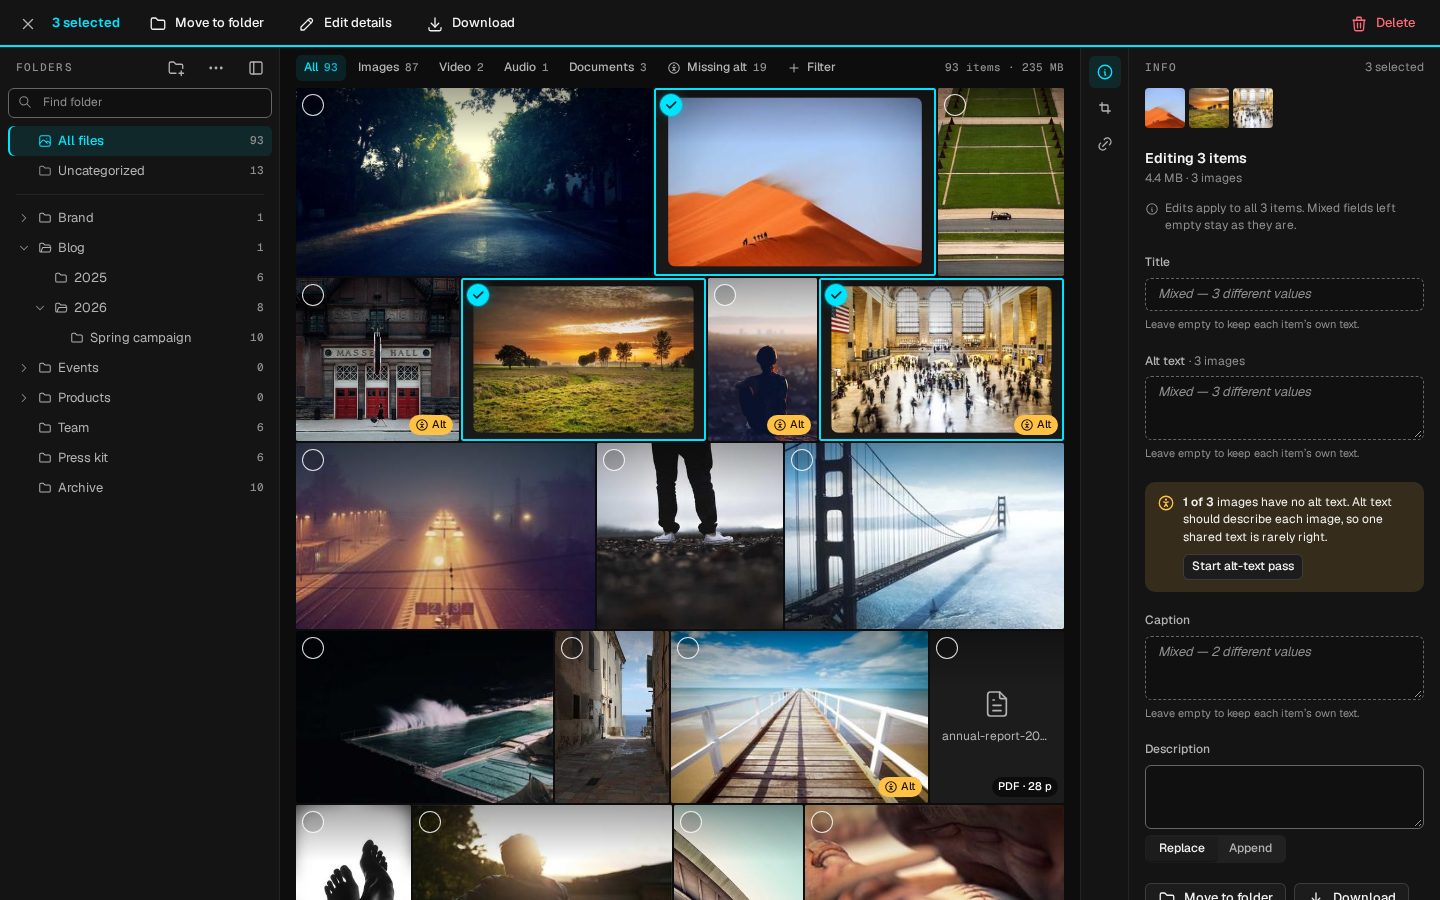 3 selected
Move to folder
Edit details
Download
Delete
FOLDERS
Find folder
All files 93
Uncategorized 13
Brand 1
Blog 1
2025 6
2026 8
Spring campaign 10
Events 0
Products 0
Team 6
Press kit 6
Archive 10
All 93
Images 87
Video 2
Audio 1
Documents 3
Missing alt 19
Filter
93 items · 235 MB
MASSEY HALL
Alt
Alt
Alt
Alt
annual-report-20…
PDF · 28 p
INFO
3 selected
Editing 3 items
4.4 MB · 3 images
Edits apply to all 3 items. Mixed fields left
empty stay as they are.
Title
Mixed — 3 different values
Leave empty to keep each item's own text.
Alt text · 3 images
Mixed — 3 different values
Leave empty to keep each item's own text.
1 of 3 images have no alt text. Alt text
should describe each image, so one
shared text is rarely right.
Start alt-text pass
Caption
Mixed — 2 different values
Leave empty to keep each item's own text.
Description
Replace
Append
Move to folder
Download